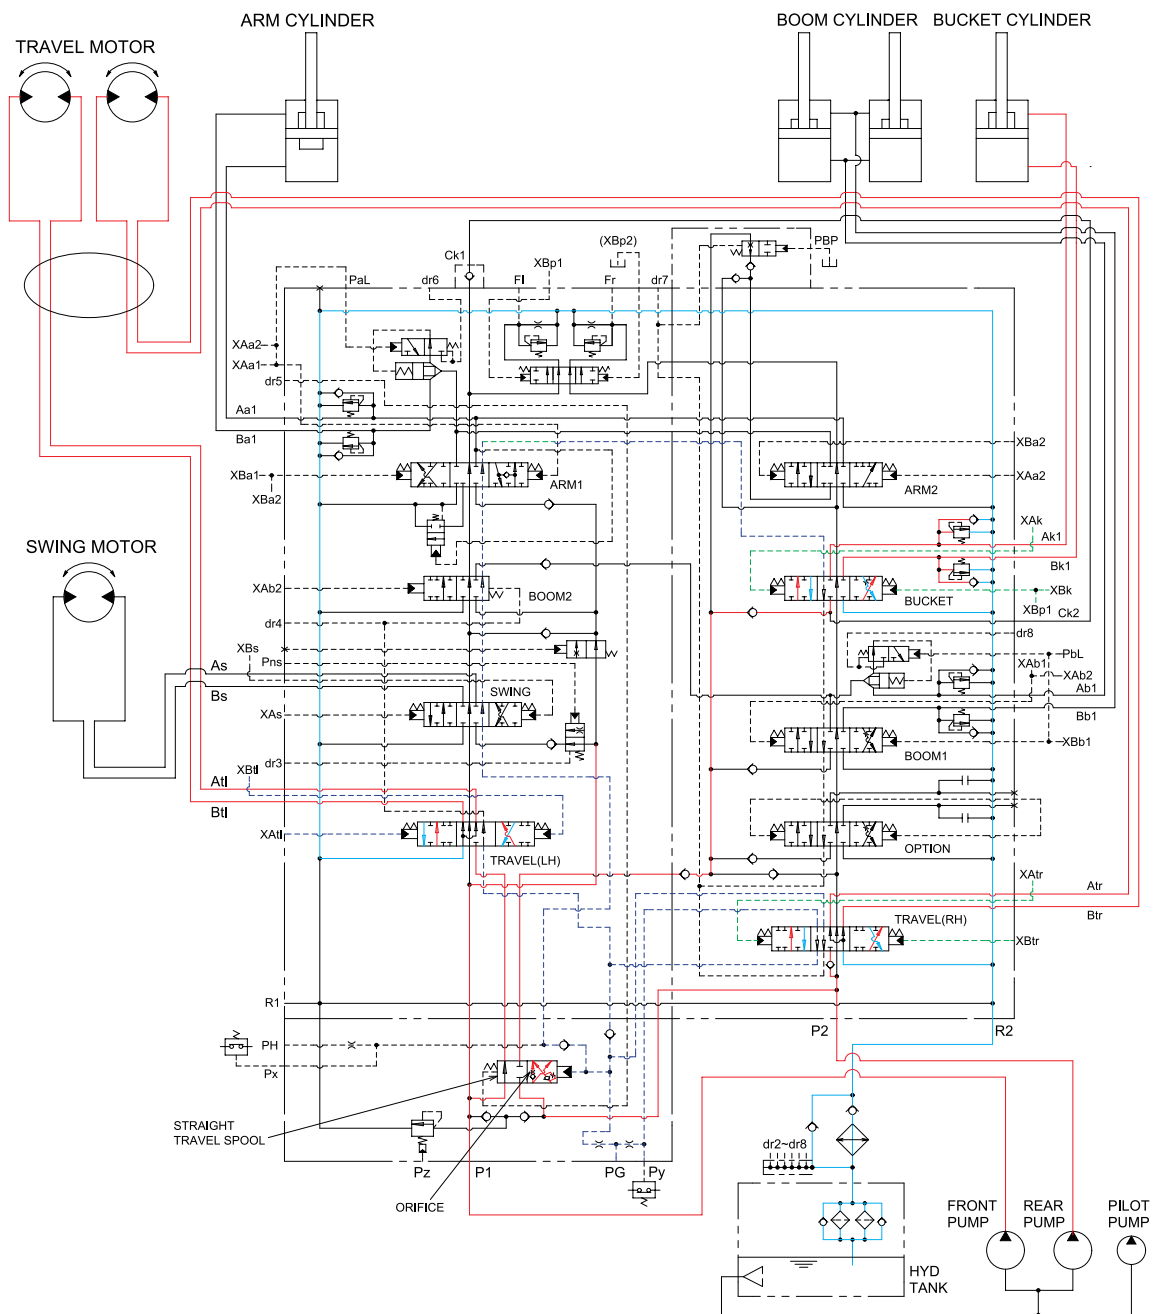 ARM CYLINDER
BOOM CYLINDER
BUCKET CYLINDER
TRAVEL MOTOR
(XBp2)
PBP
Ck1
XBp1
PaL
dr6
Fl
Fr
dr7
XAa2
XAa1
dr5
Aa1
Ba1
XBa2
XBa1
XAa2
XBa2
ARM1
ARM2
XAk
Ak1
SWING MOTOR
Bk1
XAb2
BOOM2
BUCKET
XBk
XBp1
Ck2
dr4
dr8
XBs
Pns
PbL
As
XAb1
XAb2
Bs
SWING
Ab1
XAs
Bb1
XBb1
BOOM1
dr3
XBtl
Atl
Btl
XAtl
OPTION
TRAVEL(LH)
XAtr
Atr
Btr
TRAVEL(RH)
XBtr
R1
P2
R2
PH
Px
STRAIGHT
TRAVEL SPOOL
dr2~dr8
Pz
P1
PG
Py
ORIFICE
FRONT
PUMP
REAR
PUMP
PILOT
PUMP
HYD
TANK